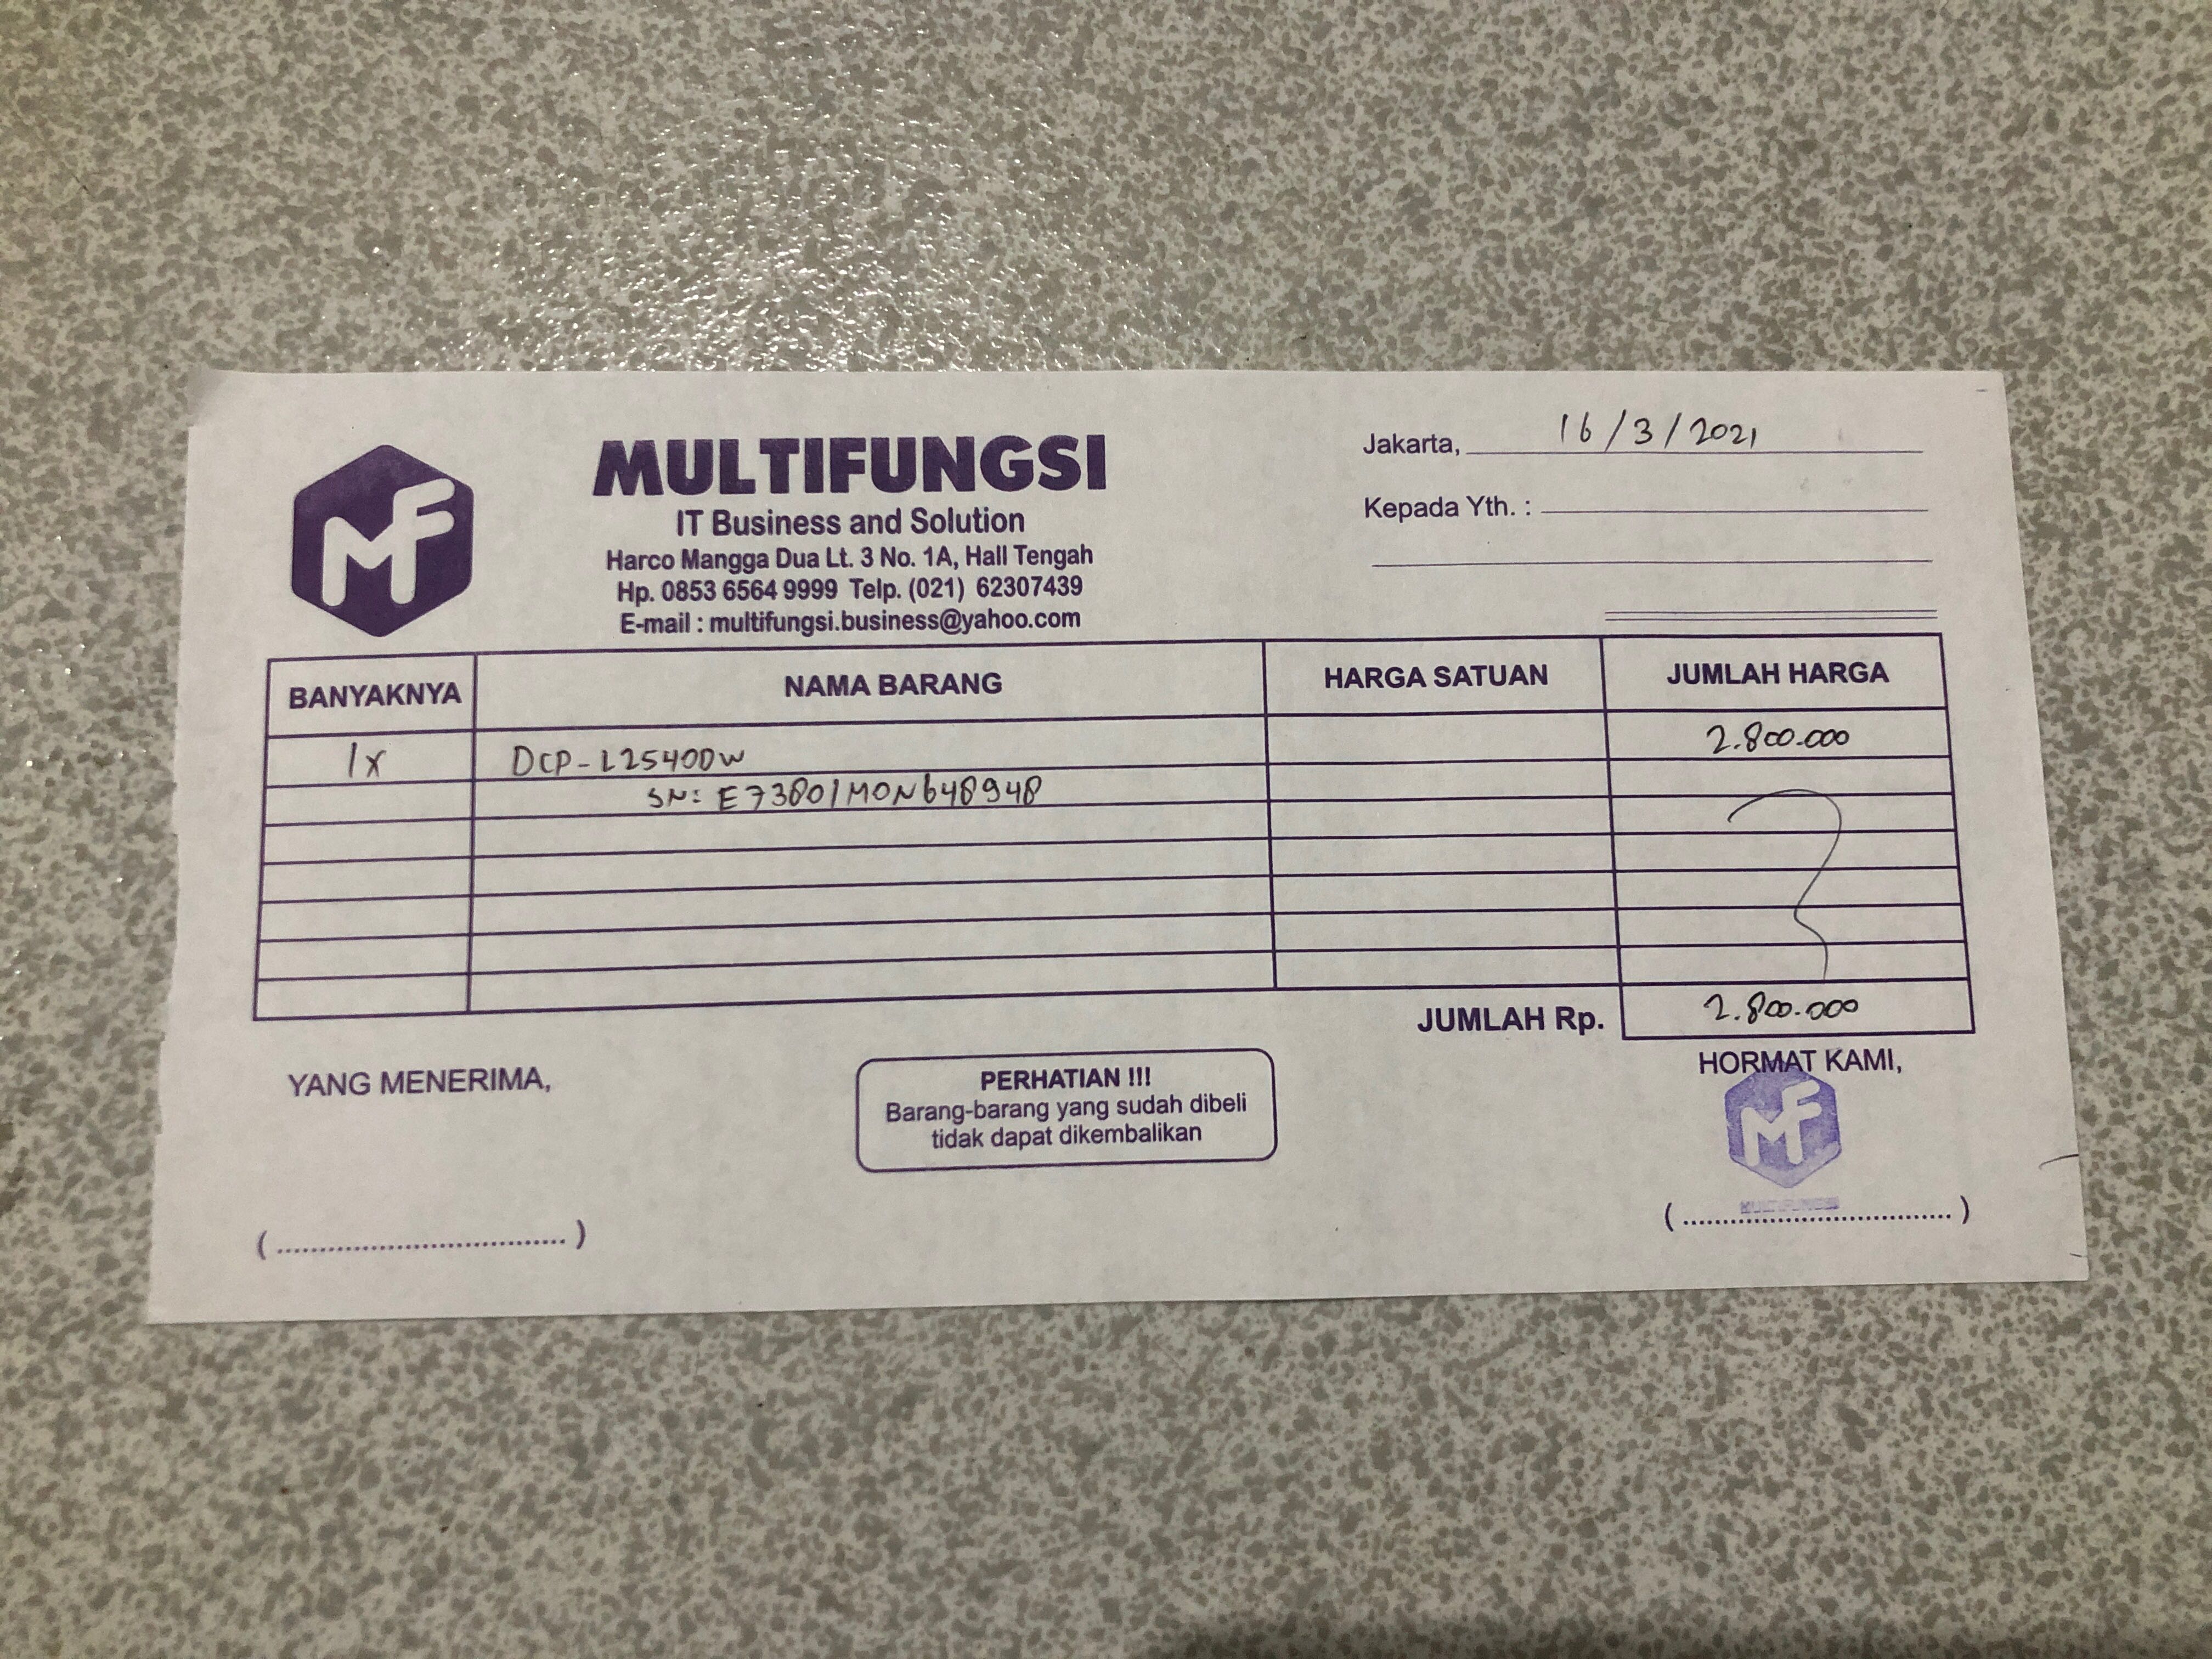 MF
MULTIFUNGSI
IT Business and Solution
Harco Mangga Dua Lt. 3 No. 1A, Hall Tengah
Hp. 0853 6564 9999 Telp. (021) 62307439
E-mail : multifungsi.business@yahoo.com
Jakarta, 16/3/2021
Kepada Yth. :
BANYAKNYA NAMA BARANG HARGA SATUAN JUMLAH HARGA
1x DCP-L2540DW 2.800.000
SN: E73801M0N648948
JUMLAH Rp. 2.800.000
YANG MENERIMA,
PERHATIAN !!!
Barang-barang yang sudah dibeli
tidak dapat dikembalikan
HORMAT KAMI,
MF
MULTIFUNGSI
(................................)
(................................)